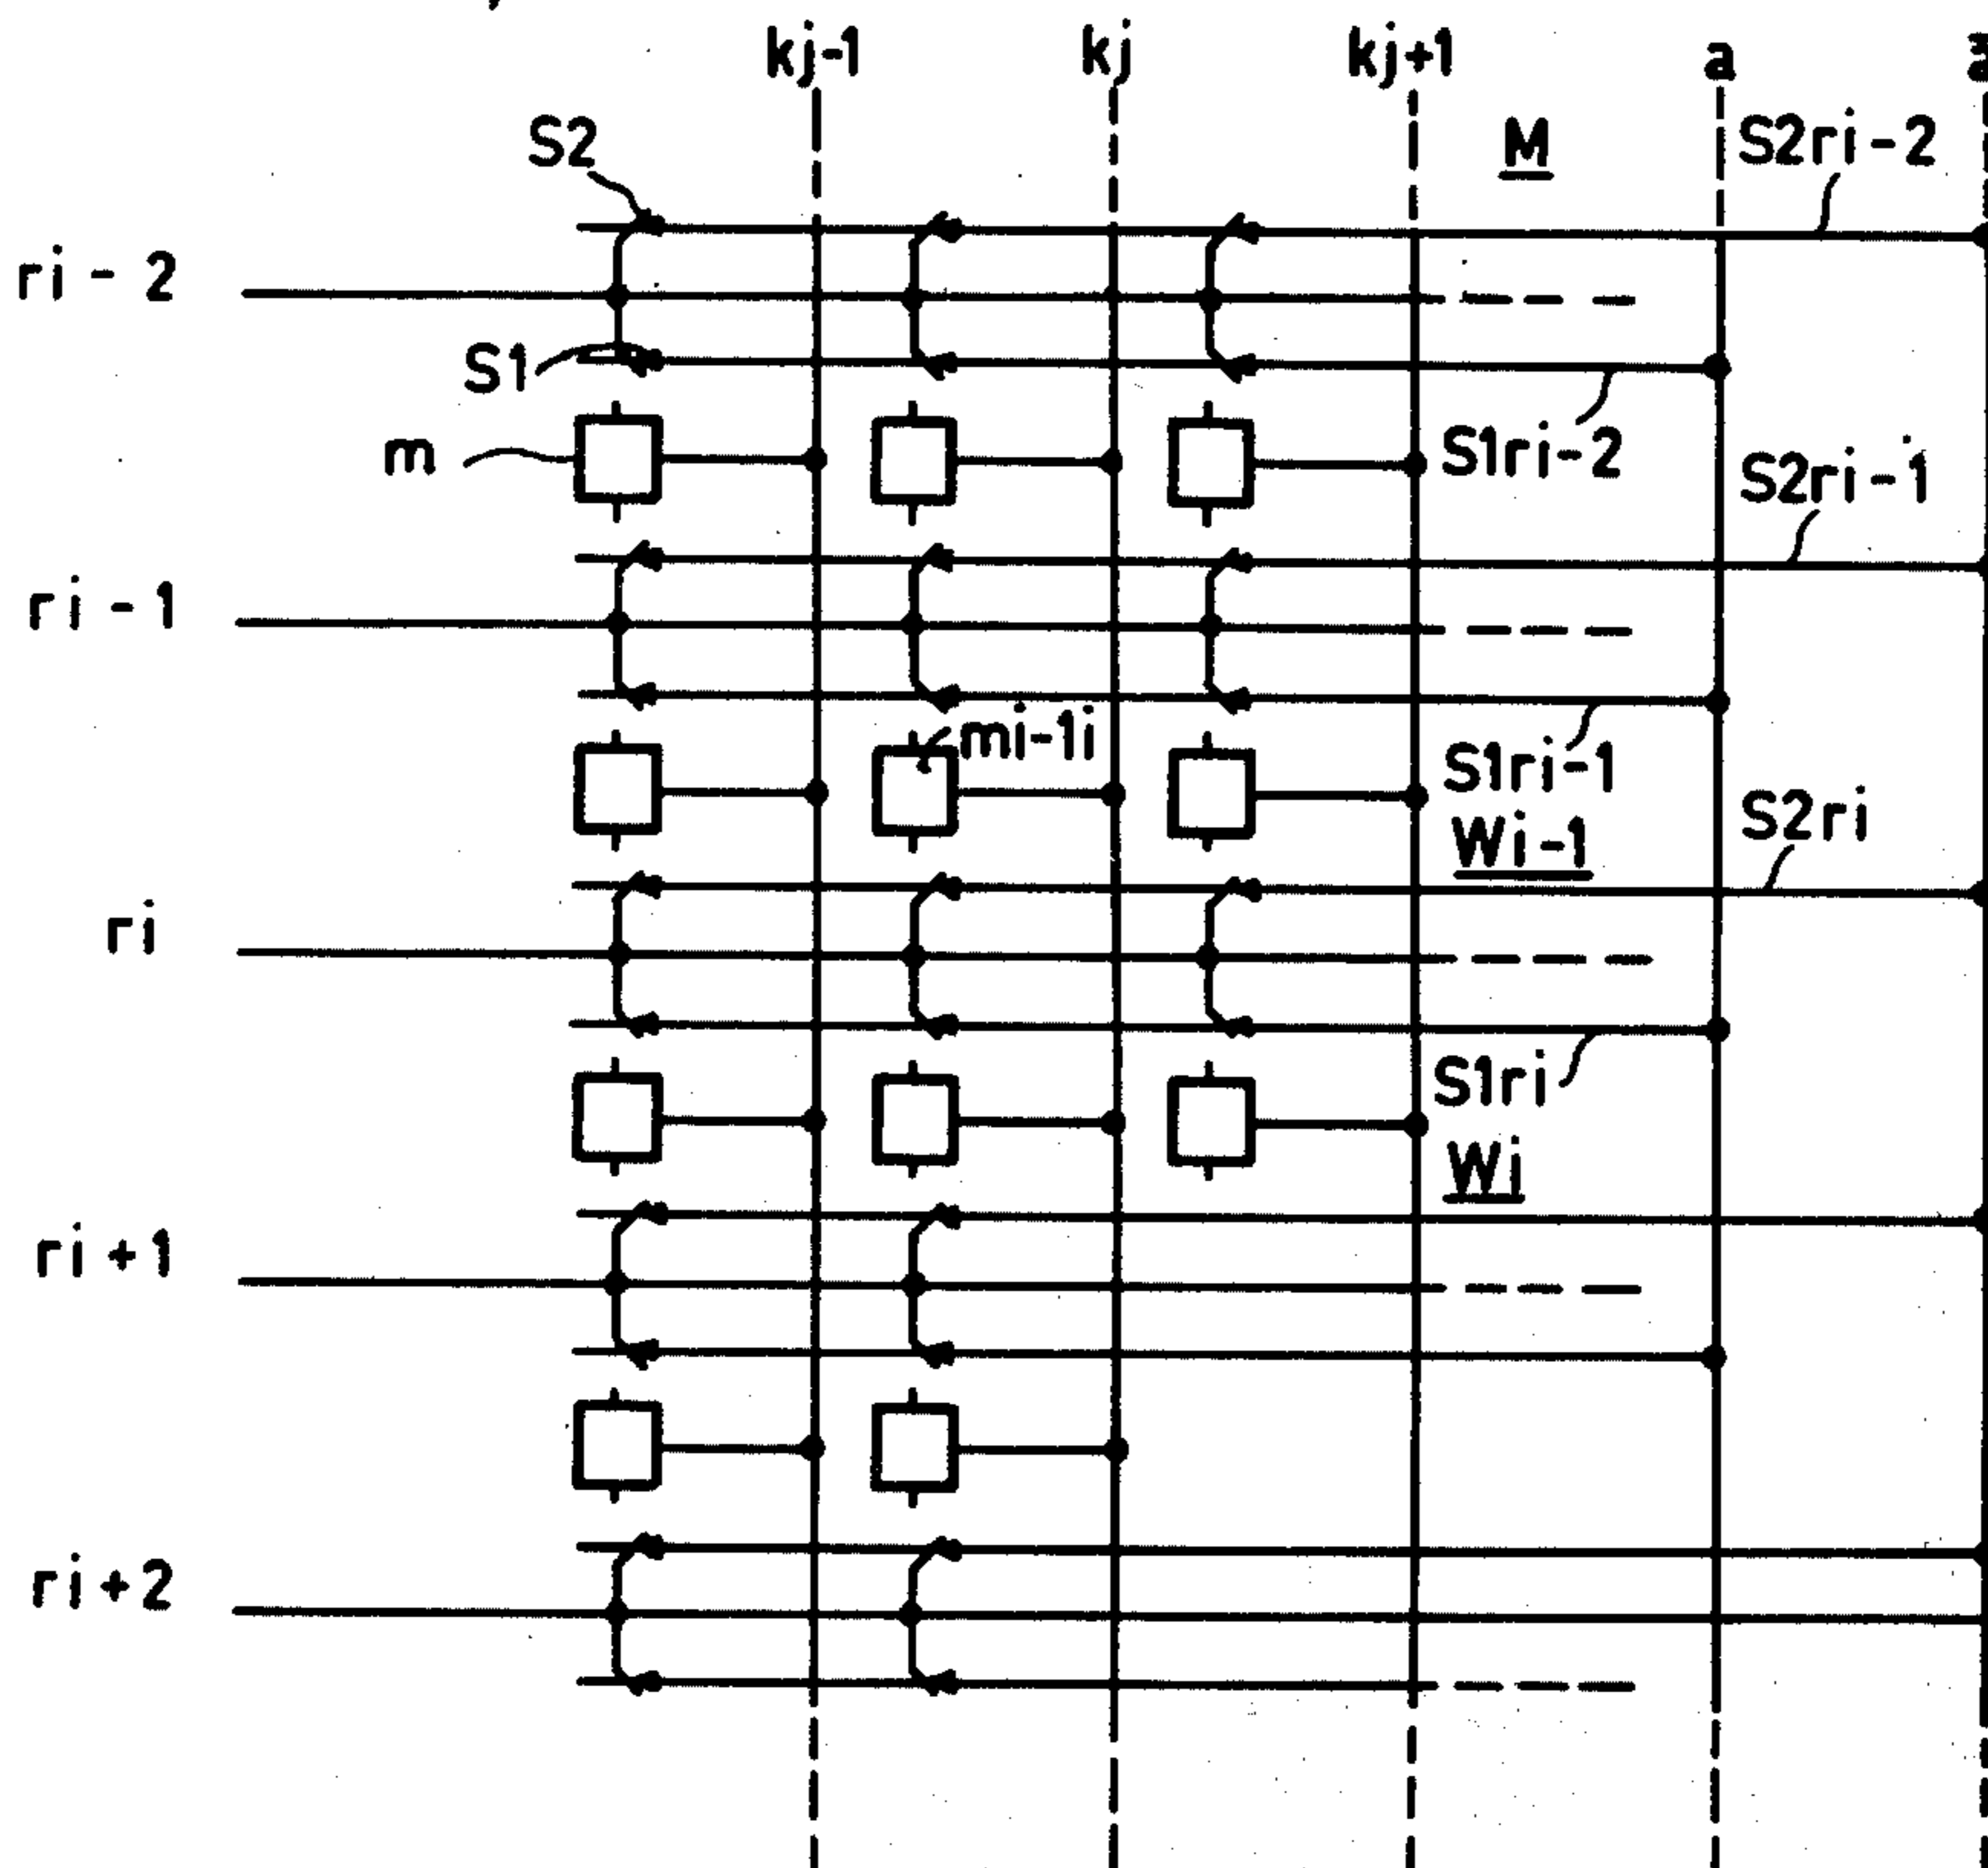 kj-1 kj kj+1 a
S2 M S2ri-2
ri-2
S1
m S1ri-2
S2ri-1
ri-1
mi-1i
S1ri-1
Wi-1 S2ri
ri
S1ri
Wi
ri+1
ri+2